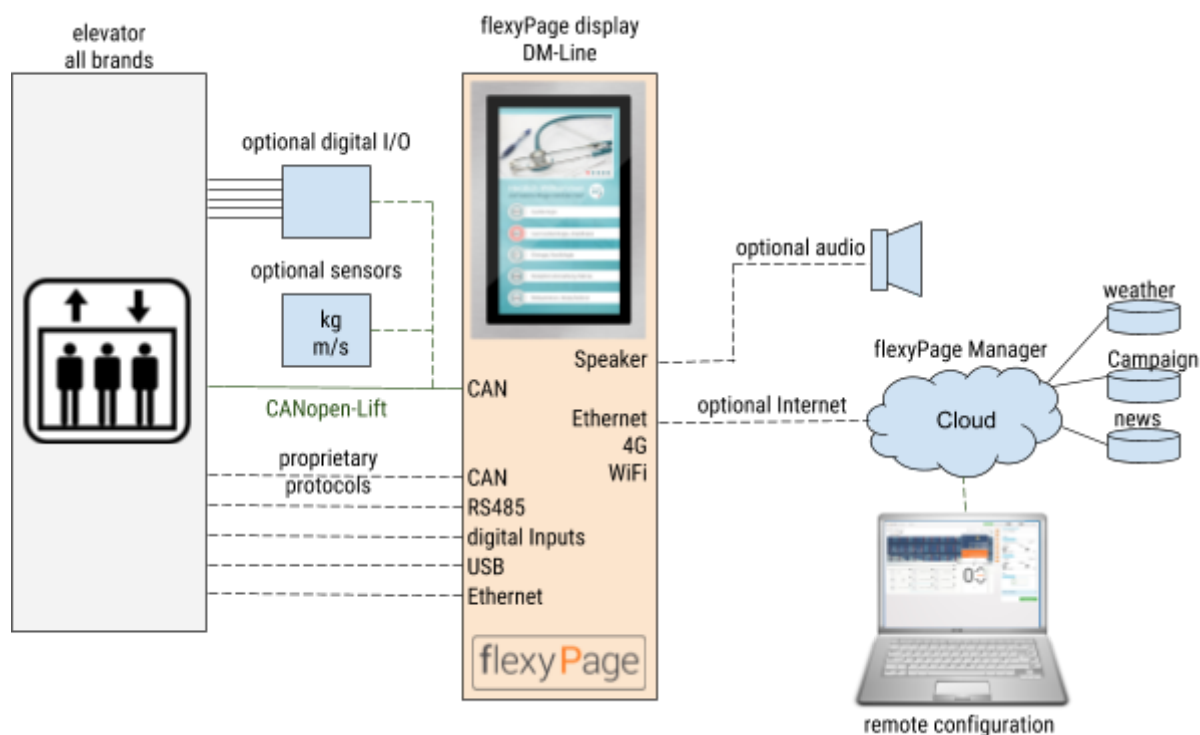 elevator
all brands
flexyPage display
DM-Line
optional digital I/O
optional sensors
kg
m/s
CANopen-Lift
proprietary
protocols
CAN
CAN
RS485
digital Inputs
USB
Ethernet
Speaker
Ethernet
4G
WiFi
flexyPage
optional audio
optional Internet
flexyPage Manager
Cloud
weather
Campaign
news
remote configuration